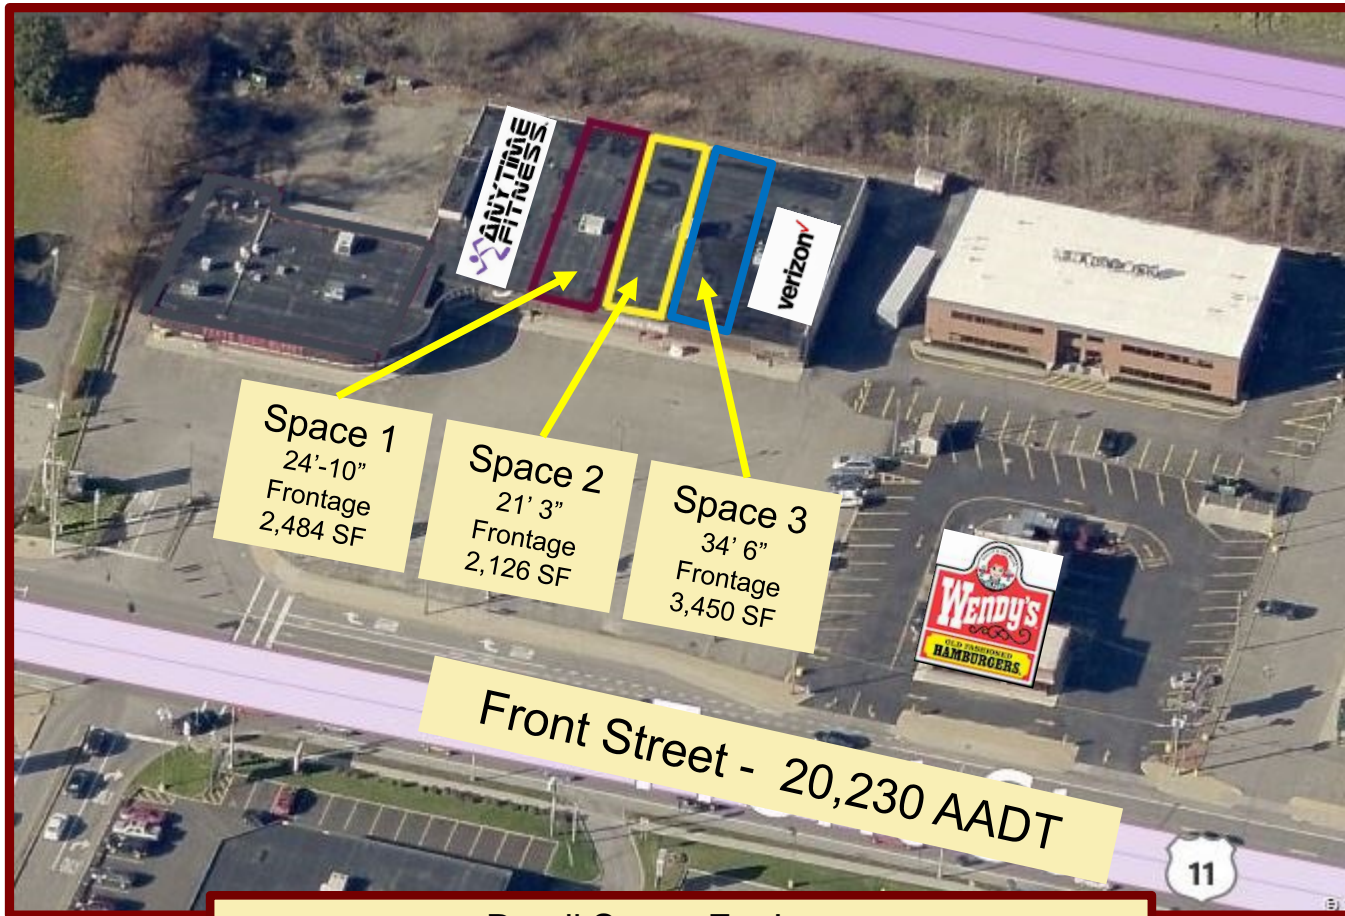 ANYTIME
FITNESS
verizon
Space 1
24’-10”
Frontage
2,484 SF
Space 2
21’ 3”
Frontage
2,126 SF
Space 3
34’ 6”
Frontage
3,450 SF
WENDY'S
OLD FASHIONED
HAMBURGERS
Front Street - 20,230 AADT
11